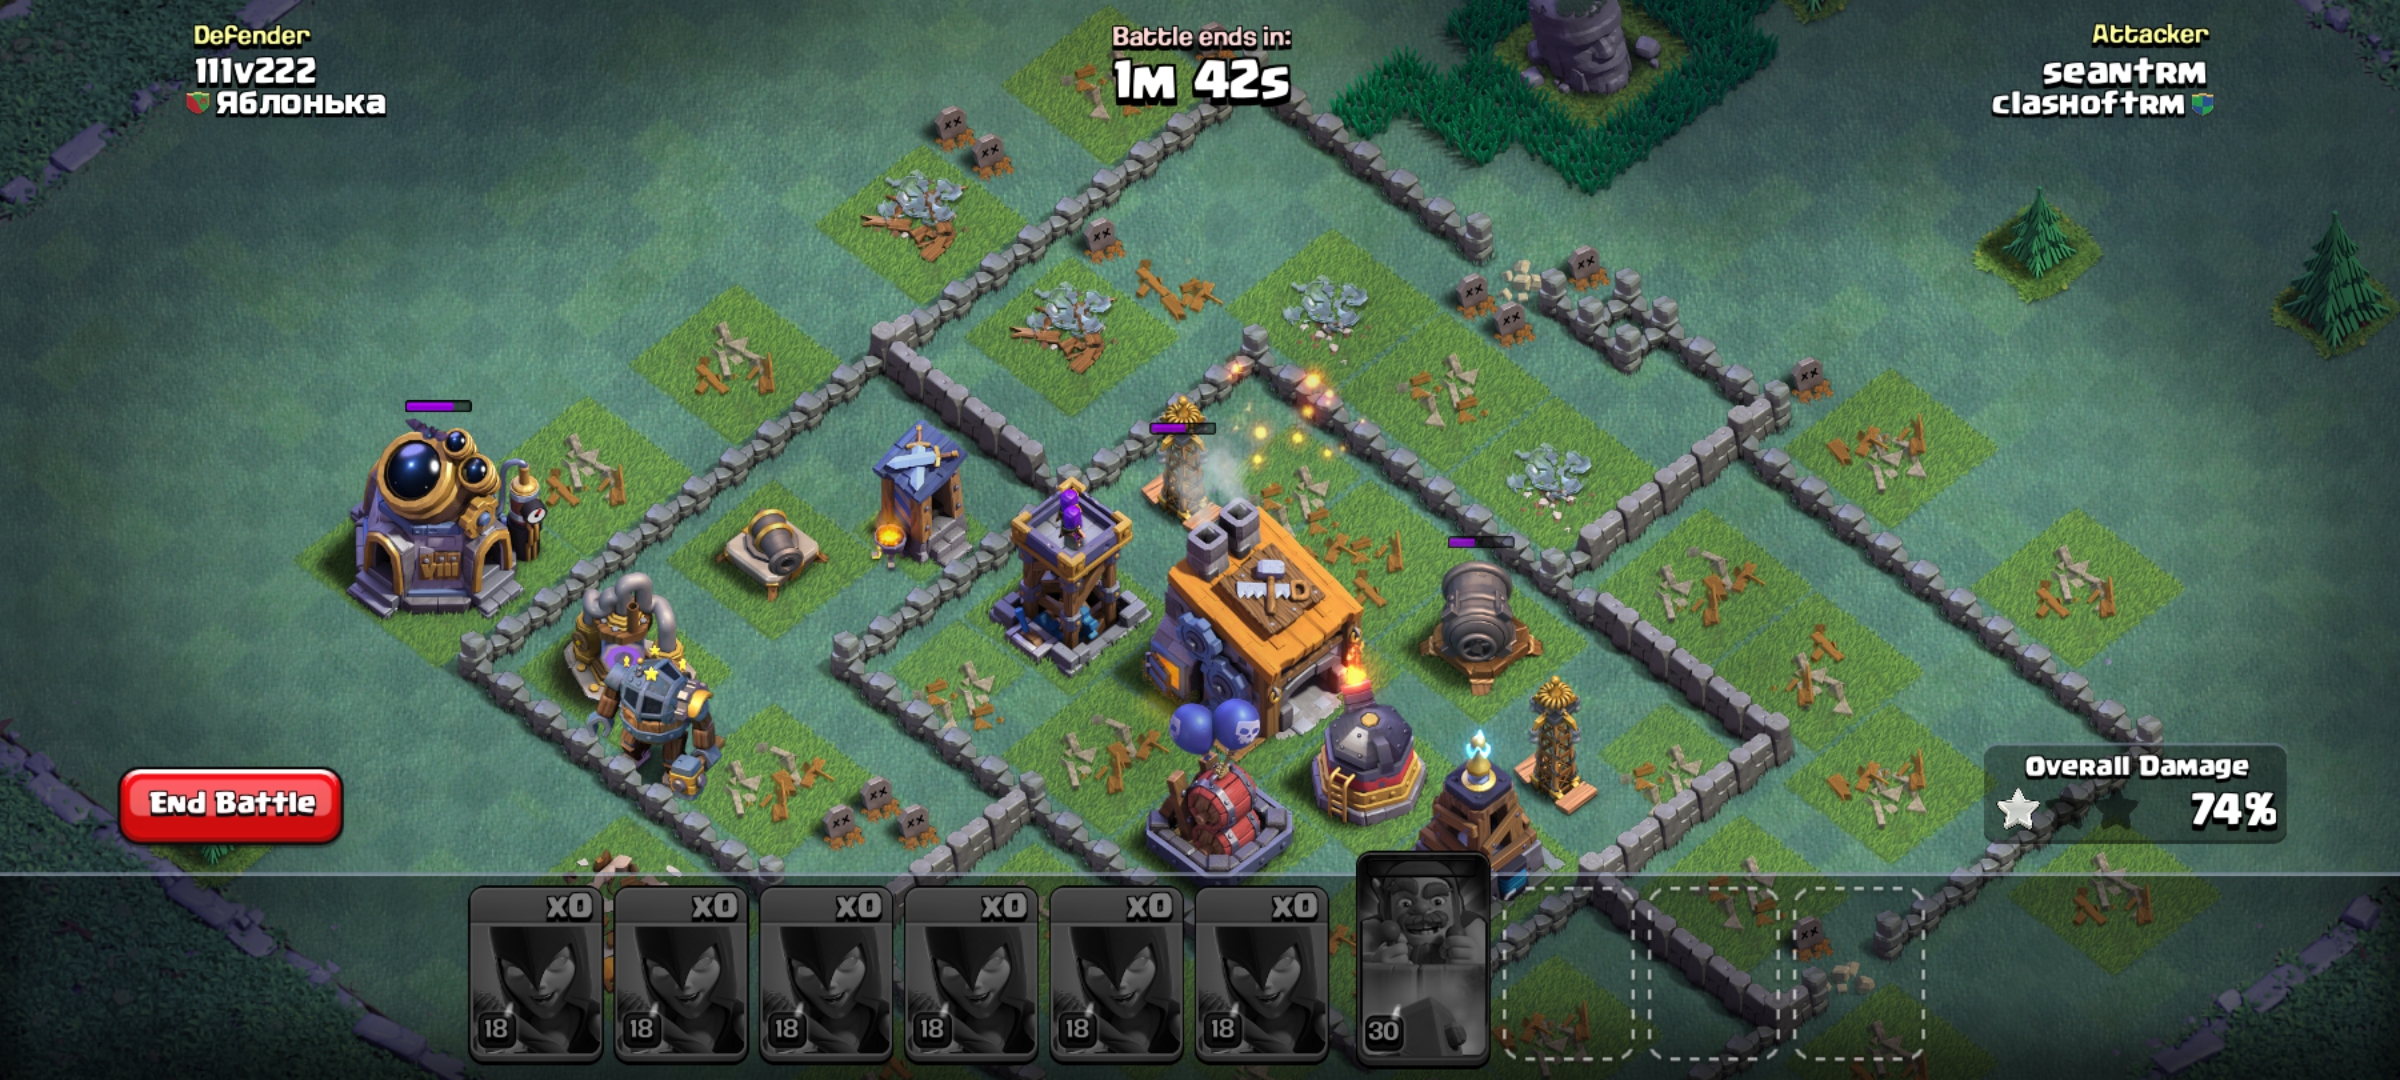 Defender
111v222
Яблонька
Battle ends in:
1M 42s
Attacker
seantRM
clashoftRM
VIII
End Battle
Overall Damage
74%
x0
x0
x0
x0
x0
x0
18
18
18
18
18
18
30